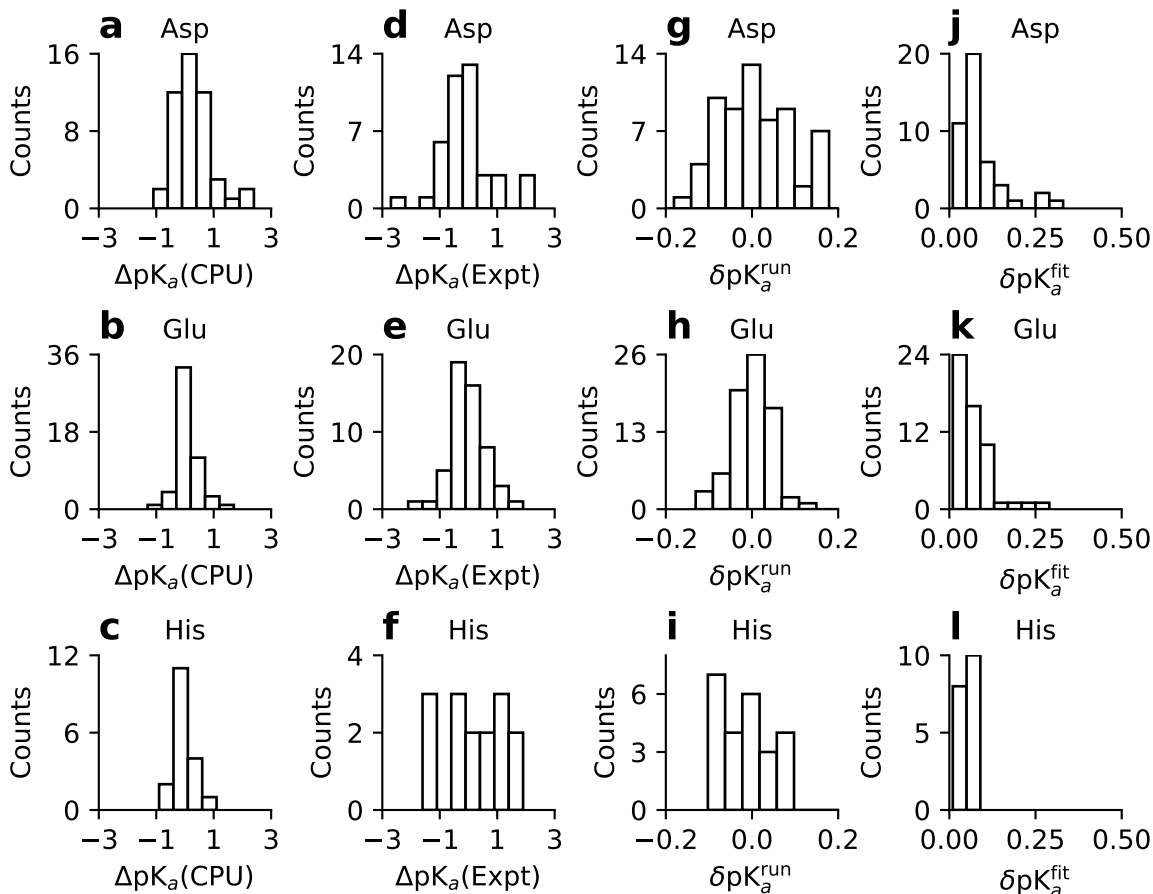 a Asp
Counts
16
8
0
−3 −1 1 3
ΔpKₐ(CPU)
d Asp
Counts
14
7
0
−3 −1 1 3
ΔpKₐ(Expt)
g Asp
Counts
14
7
0
−0.2 0.0 0.2
δpKₐʳᵘⁿ
j Asp
Counts
20
10
0
0.00 0.25 0.50
δpKₐᶠⁱᵗ
b Glu
Counts
36
18
0
−3 −1 1 3
ΔpKₐ(CPU)
e Glu
Counts
20
10
0
−3 −1 1 3
ΔpKₐ(Expt)
h Glu
Counts
26
13
0
−0.2 0.0 0.2
δpKₐʳᵘⁿ
k Glu
Counts
24
12
0
0.00 0.25 0.50
δpKₐᶠⁱᵗ
c His
Counts
12
6
0
−3 −1 1 3
ΔpKₐ(CPU)
f His
Counts
4
2
0
−3 −1 1 3
ΔpKₐ(Expt)
i His
Counts
6
3
0
−0.2 0.0 0.2
δpKₐʳᵘⁿ
l His
Counts
10
5
0
0.00 0.25 0.50
δpKₐᶠⁱᵗ